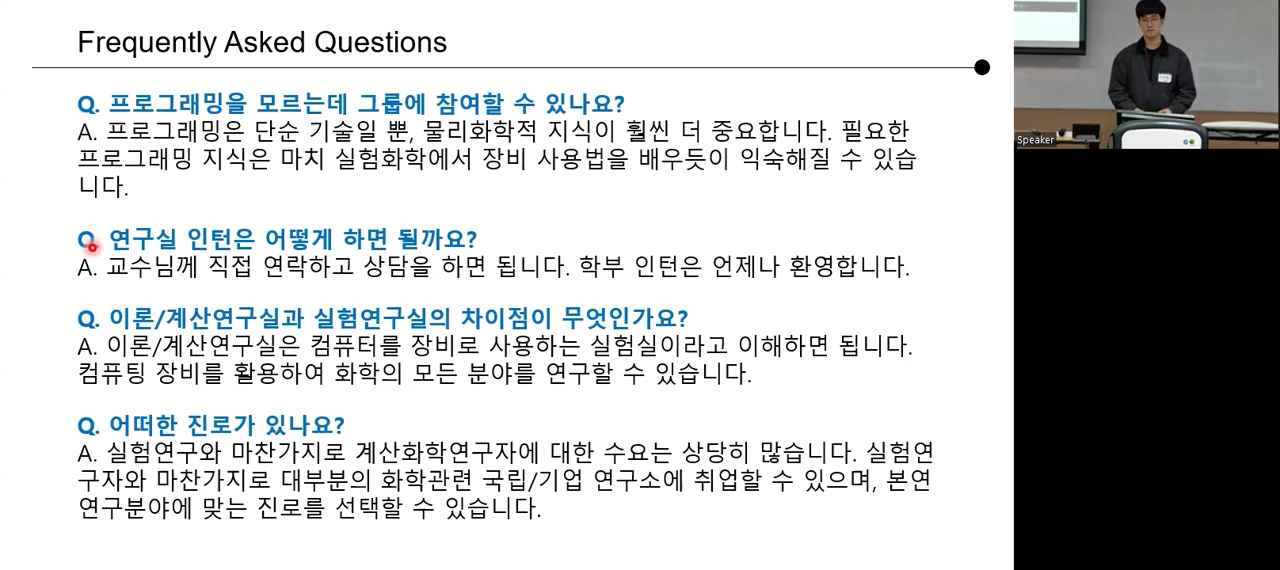 Frequently Asked Questions
Q. 프로그래밍을 모르는데 그룹에 참여할 수 있나요?
A. 프로그래밍은 단순 기술일 뿐, 물리화학적 지식이 훨씬 더 중요합니다. 필요한
프로그래밍 지식은 마치 실험화학에서 장비 사용법을 배우듯이 익숙해질 수 있습
니다.
Q. 연구실 인턴은 어떻게 하면 될까요?
A. 교수님께 직접 연락하고 상담을 하면 됩니다. 학부 인턴은 언제나 환영합니다.
Q. 이론/계산연구실과 실험연구실의 차이점이 무엇인가요?
A. 이론/계산연구실은 컴퓨터를 장비로 사용하는 실험실이라고 이해하면 됩니다.
컴퓨팅 장비를 활용하여 화학의 모든 분야를 연구할 수 있습니다.
Q. 어떠한 진로가 있나요?
A. 실험연구와 마찬가지로 계산화학연구자에 대한 수요는 상당히 많습니다. 실험연
구자와 마찬가지로 대부분의 화학관련 국립/기업 연구소에 취업할 수 있으며, 본연
연구분야에 맞는 진로를 선택할 수 있습니다.
Speaker